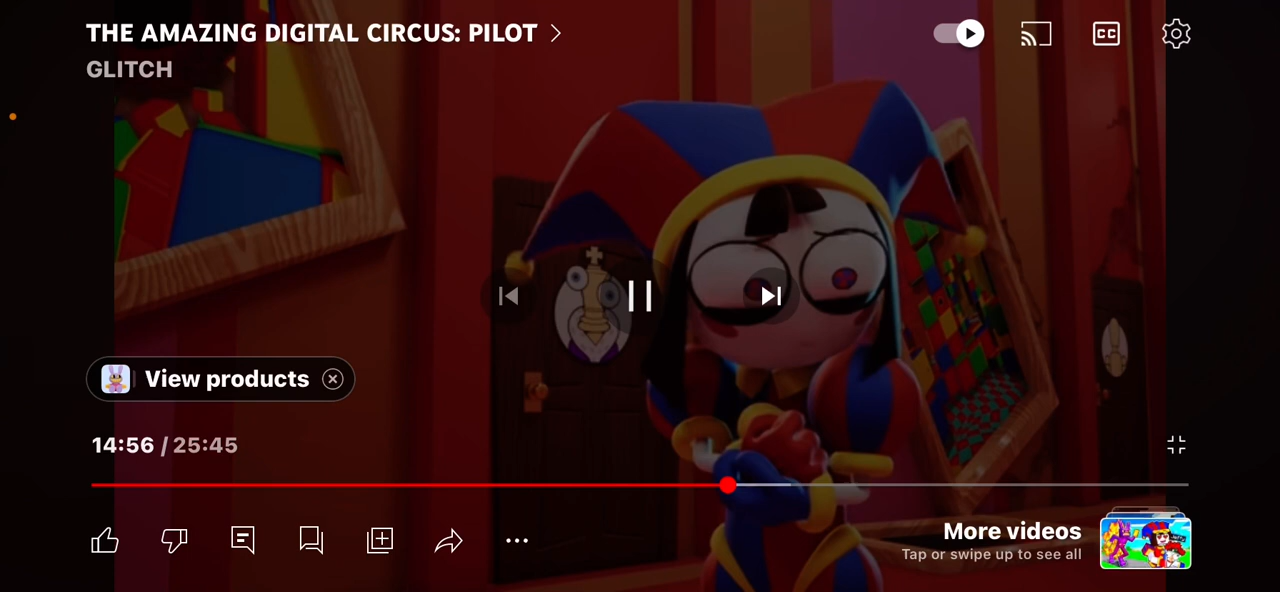 THE AMAZING DIGITAL CIRCUS: PILOT
GLITCH
CC
View products
14:56 / 25:45
More videos
Tap or swipe up to see all